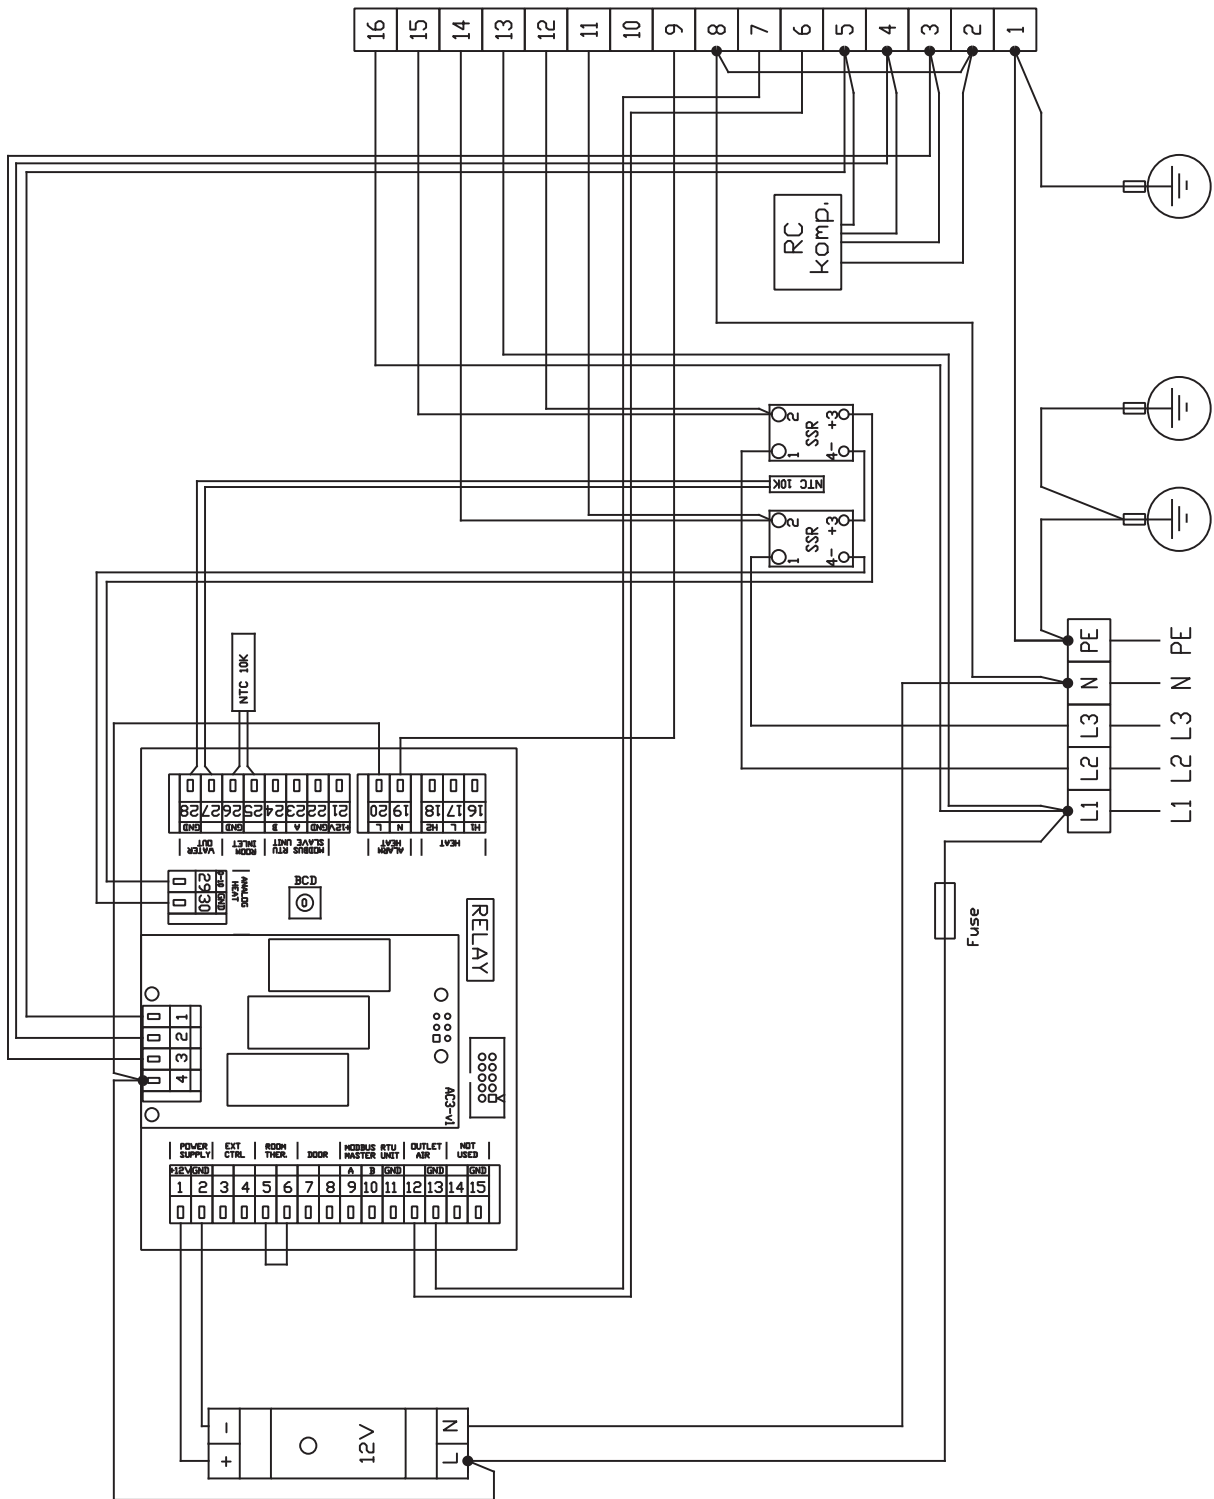 16 15 14 13 12 11 10 9 8 7 6 5 4 3 2 1
RC
komp.
2 +3
SSR
1 4-
NTC 10K
2 +3
SSR
1 4-
NTC 10K
PE PE
N N
L3 L3
L2 L2
L1 L1
28 27 26 25 24 23 22 21
GND GND B A GND +12V
WATER OUT
ROOM INLET
MODBUS RTU SLAVE UNIT
20 19 18 17 16
L N H2 L H1
ALARM HEAT
HEAT
29 30
0-10 GND
ANALOG HEAT
BCD
0
RELAY
Fuse
1
2
3
4
AC3-v1
POWER SUPPLY
EXT CTRL
ROOM THER.
DOOR
MODBUS RTU
MASTER UNIT
OUTLET AIR
NOT USED
+12V GND A B GND GND GND
1 2 3 4 5 6 7 8 9 10 11 12 13 14 15
- N
12V
+ L